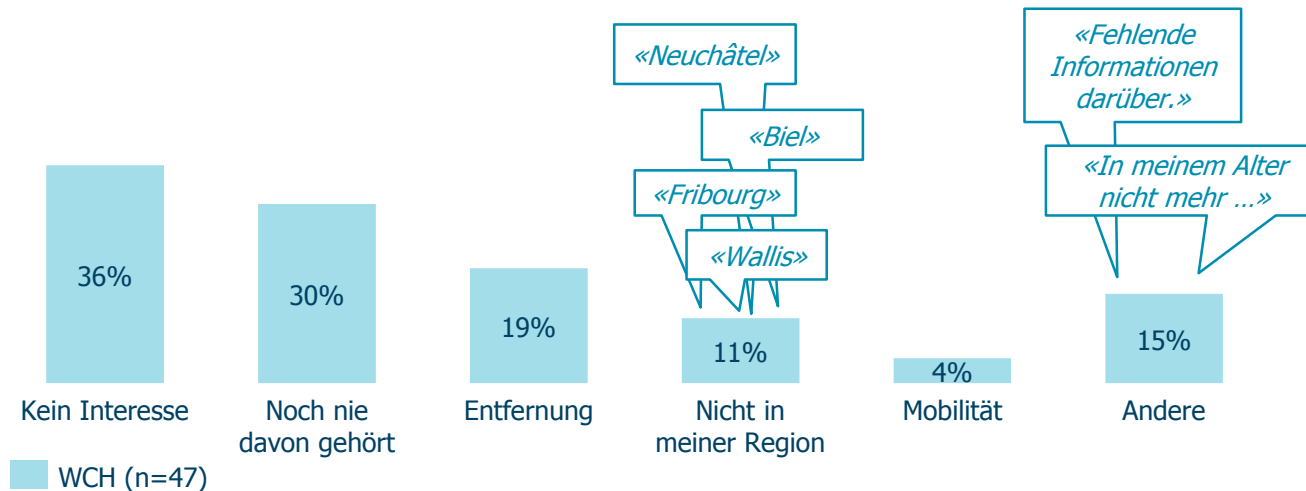 «Neuchâtel»
«Biel»
«Fribourg»
«Wallis»
«Fehlende
Informationen
darüber.»
«In meinem Alter
nicht mehr …»
36%
30%
19%
11%
4%
15%
Kein Interesse
Noch nie
davon gehört
Entfernung
Nicht in
meiner Region
Mobilität
Andere
WCH (n=47)